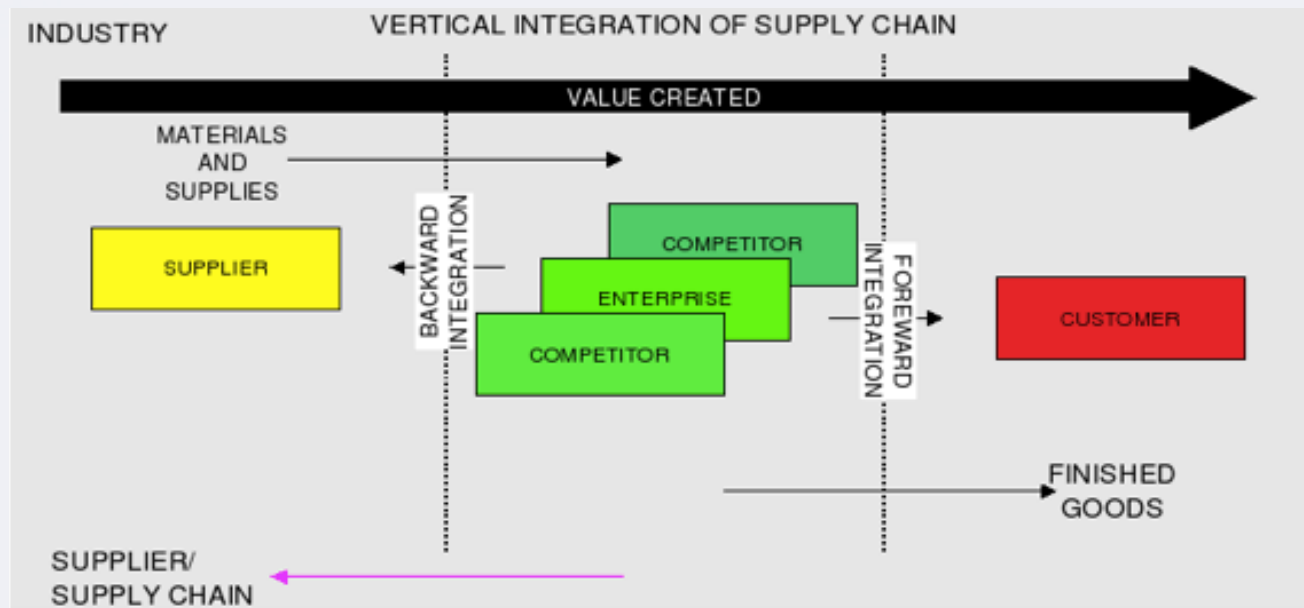 INDUSTRY
VERTICAL INTEGRATION OF SUPPLY CHAIN
VALUE CREATED
MATERIALS
AND
SUPPLIES
SUPPLIER
BACKWARD
INTEGRATION
COMPETITOR
ENTERPRISE
COMPETITOR
FOREWARD
INTEGRATION
CUSTOMER
FINISHED
GOODS
SUPPLIER/
SUPPLY CHAIN